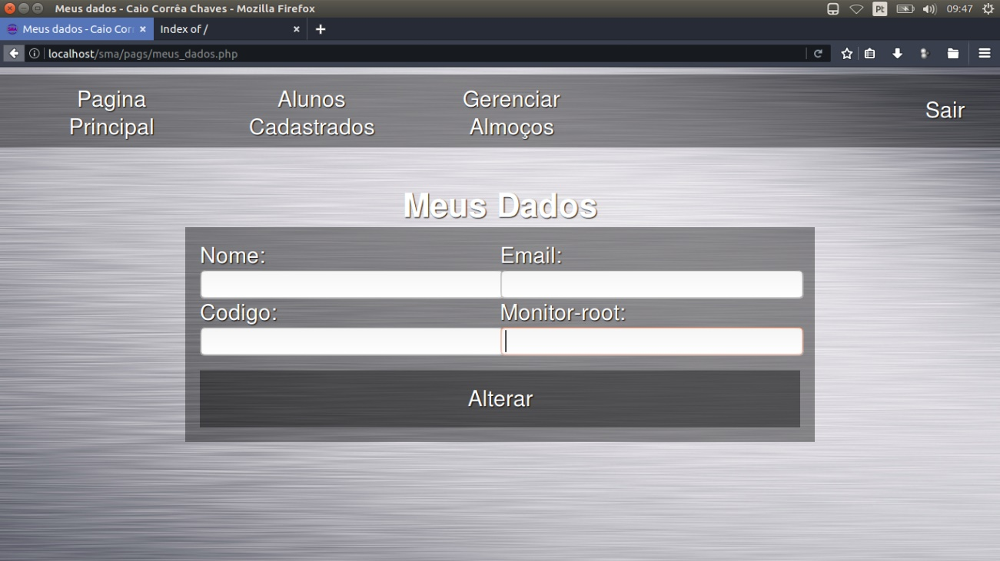 Meus dados - Caio Corrêa Chaves - Mozilla Firefox
Pt
09:47
Meus dados - Caio Corr
Index of /
localhost/sma/pags/meus_dados.php
Pagina
Principal
Alunos
Cadastrados
Gerenciar
Almoços
Sair
Meus Dados
Nome:
Email:
Codigo:
Monitor-root:
Alterar